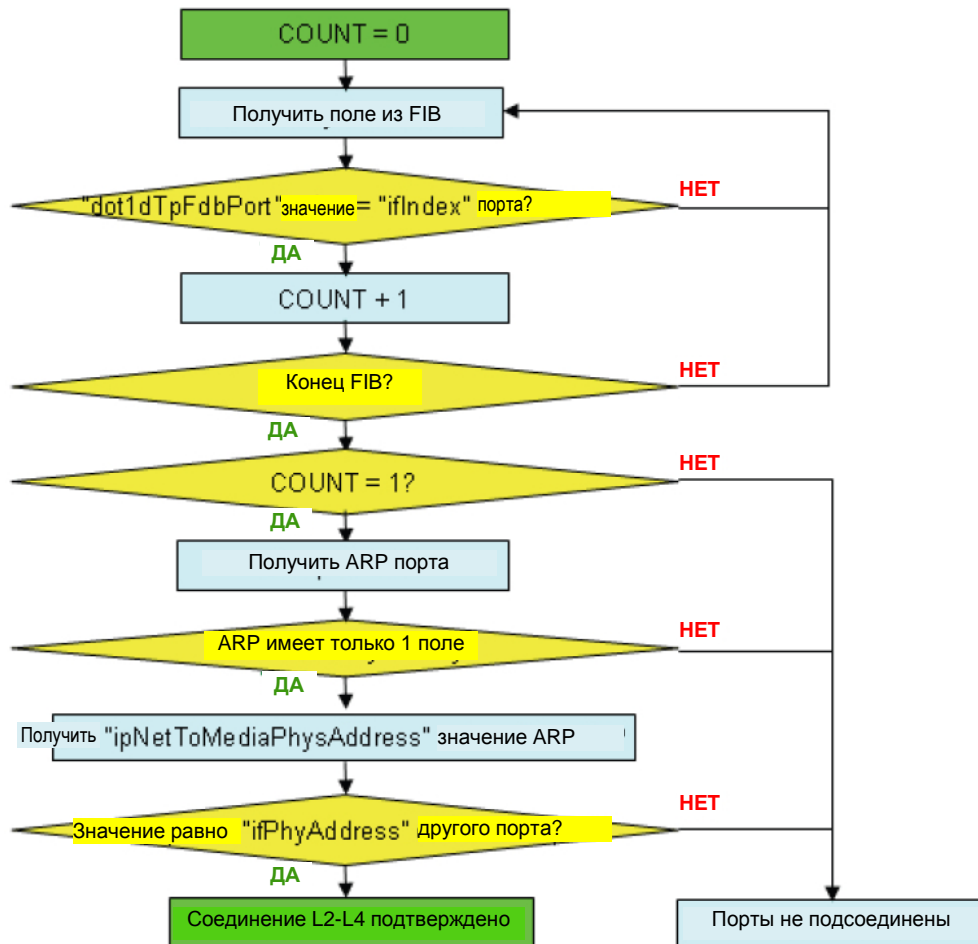 COUNT = 0
Получить поле из FIB
"dot1dTpFdbPort" значение = "ifIndex" порта?
НЕТ
ДА
COUNT + 1
Конец FIB?
НЕТ
ДА
COUNT = 1?
НЕТ
ДА
Получить ARP порта
ARP имеет только 1 поле
НЕТ
ДА
Получить "ipNetToMediaPhysAddress" значение ARP
Значение равно "ifPhyAddress" другого порта?
НЕТ
ДА
Соединение L2-L4 подтверждено
Порты не подсоединены